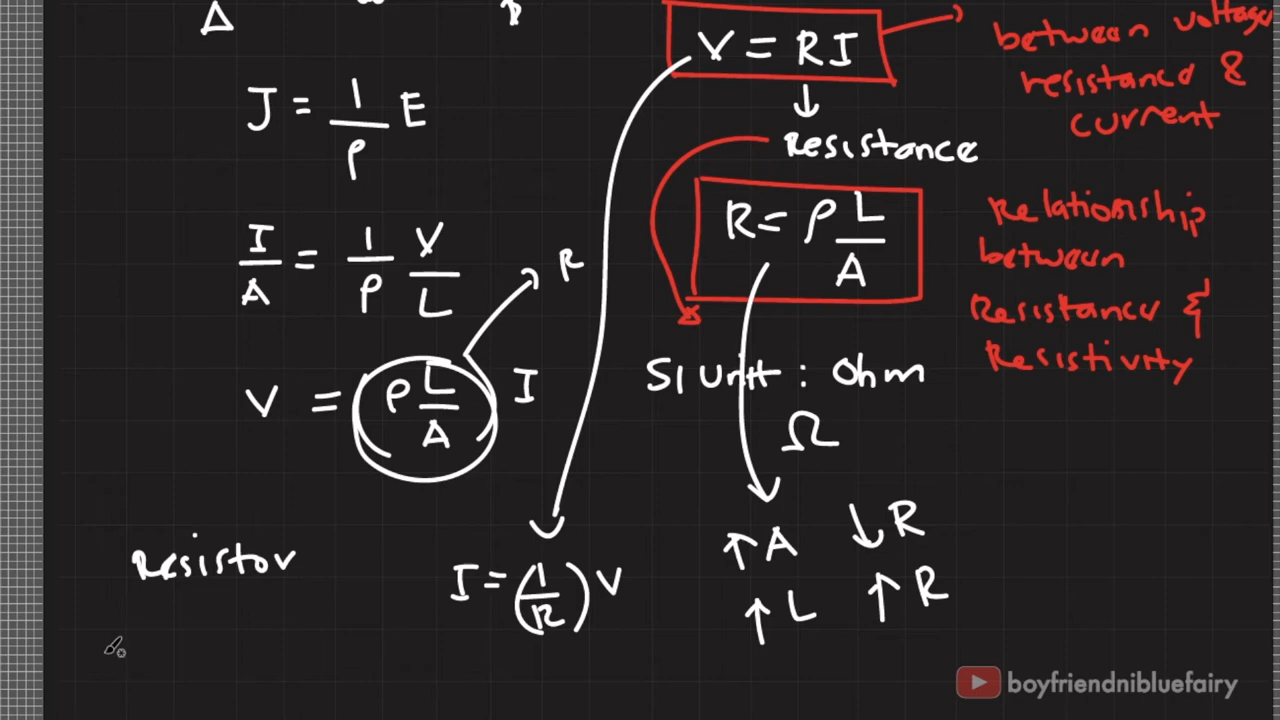 Δ
J = 1/ρ E
I/A = 1/ρ V/L
V = ρ L/A I
R
Resistor
I = (1/R) V
V = RI
↓
Resistance
R = ρ L/A
SI Unit : Ohm
Ω
↑ A ↓ R
↑ L ↑ R
between voltage
resistance &
current
Relationship
between
Resistance &
Resistivity
boyfriendnibluefairy